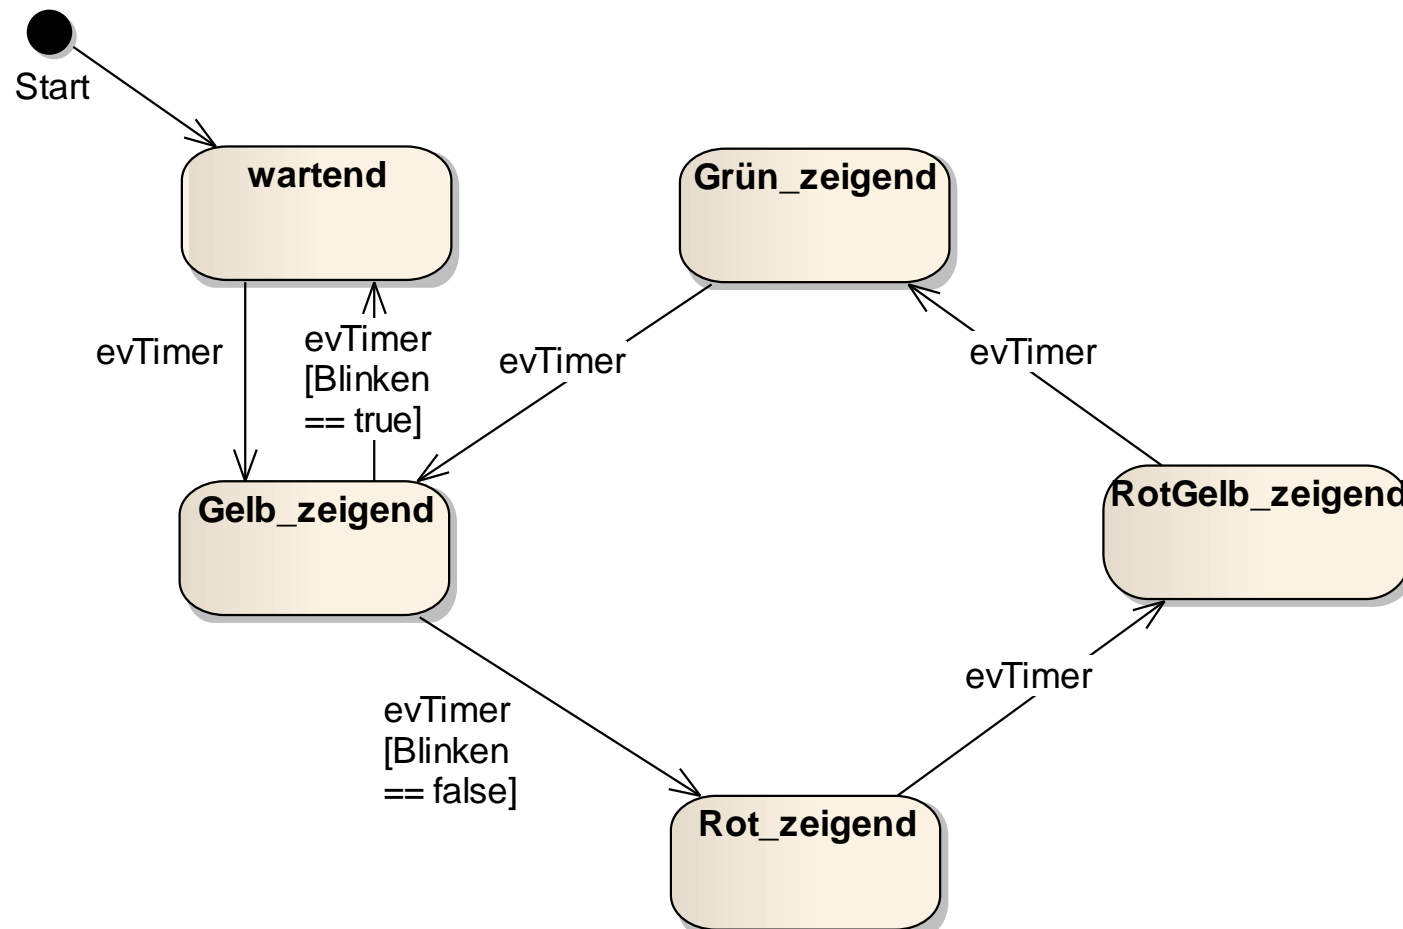 Start
wartend
Grün_zeigend
evTimer
evTimer
[Blinken
== true]
evTimer
evTimer
Gelb_zeigend
RotGelb_zeigend
evTimer
[Blinken
== false]
evTimer
Rot_zeigend